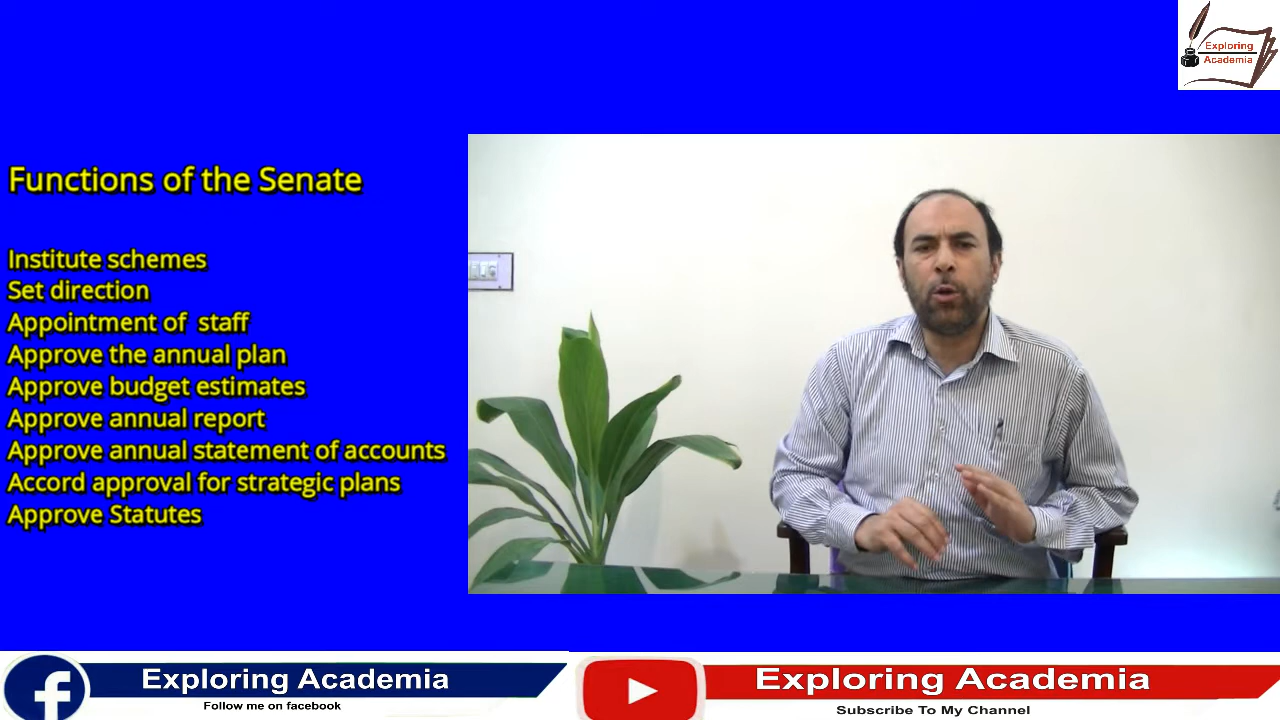 Exploring
Academia
Functions of the Senate
Institute schemes
Set direction
Appointment of staff
Approve the annual plan
Approve budget estimates
Approve annual report
Approve annual statement of accounts
Accord approval for strategic plans
Approve Statutes
Exploring Academia
Follow me on facebook
Exploring Academia
Subscribe To My Channel